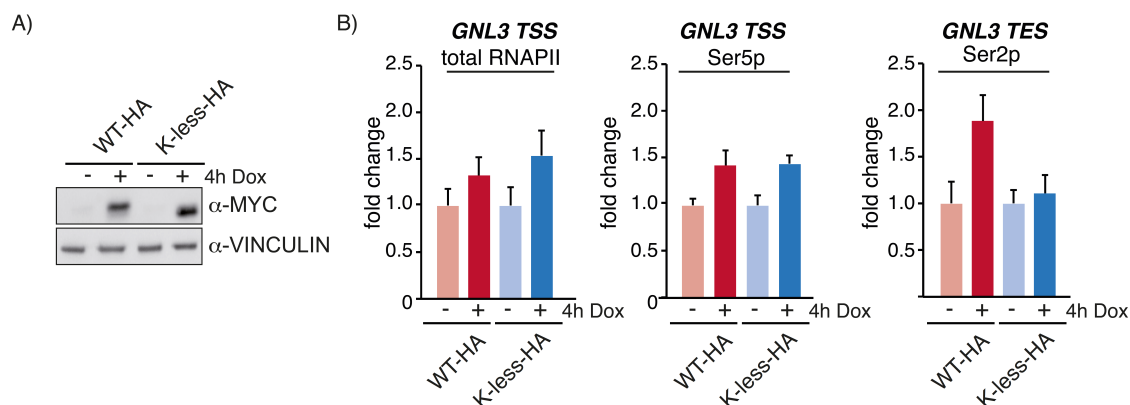 A)
WT-HA
K-less-HA
- + - + 4h Dox
α-MYC
α-VINCULIN
B)
GNL3 TSS
total RNAPII
fold change
2.5
2.0
1.5
1.0
0.5
0
- + - + 4h Dox
WT-HA
K-less-HA
GNL3 TSS
Ser5p
fold change
2.5
2.0
1.5
1.0
0.5
0
- + - + 4h Dox
WT-HA
K-less-HA
GNL3 TES
Ser2p
fold change
2.5
2.0
1.5
1.0
0.5
- + - + 4h Dox
WT-HA
K-less-HA